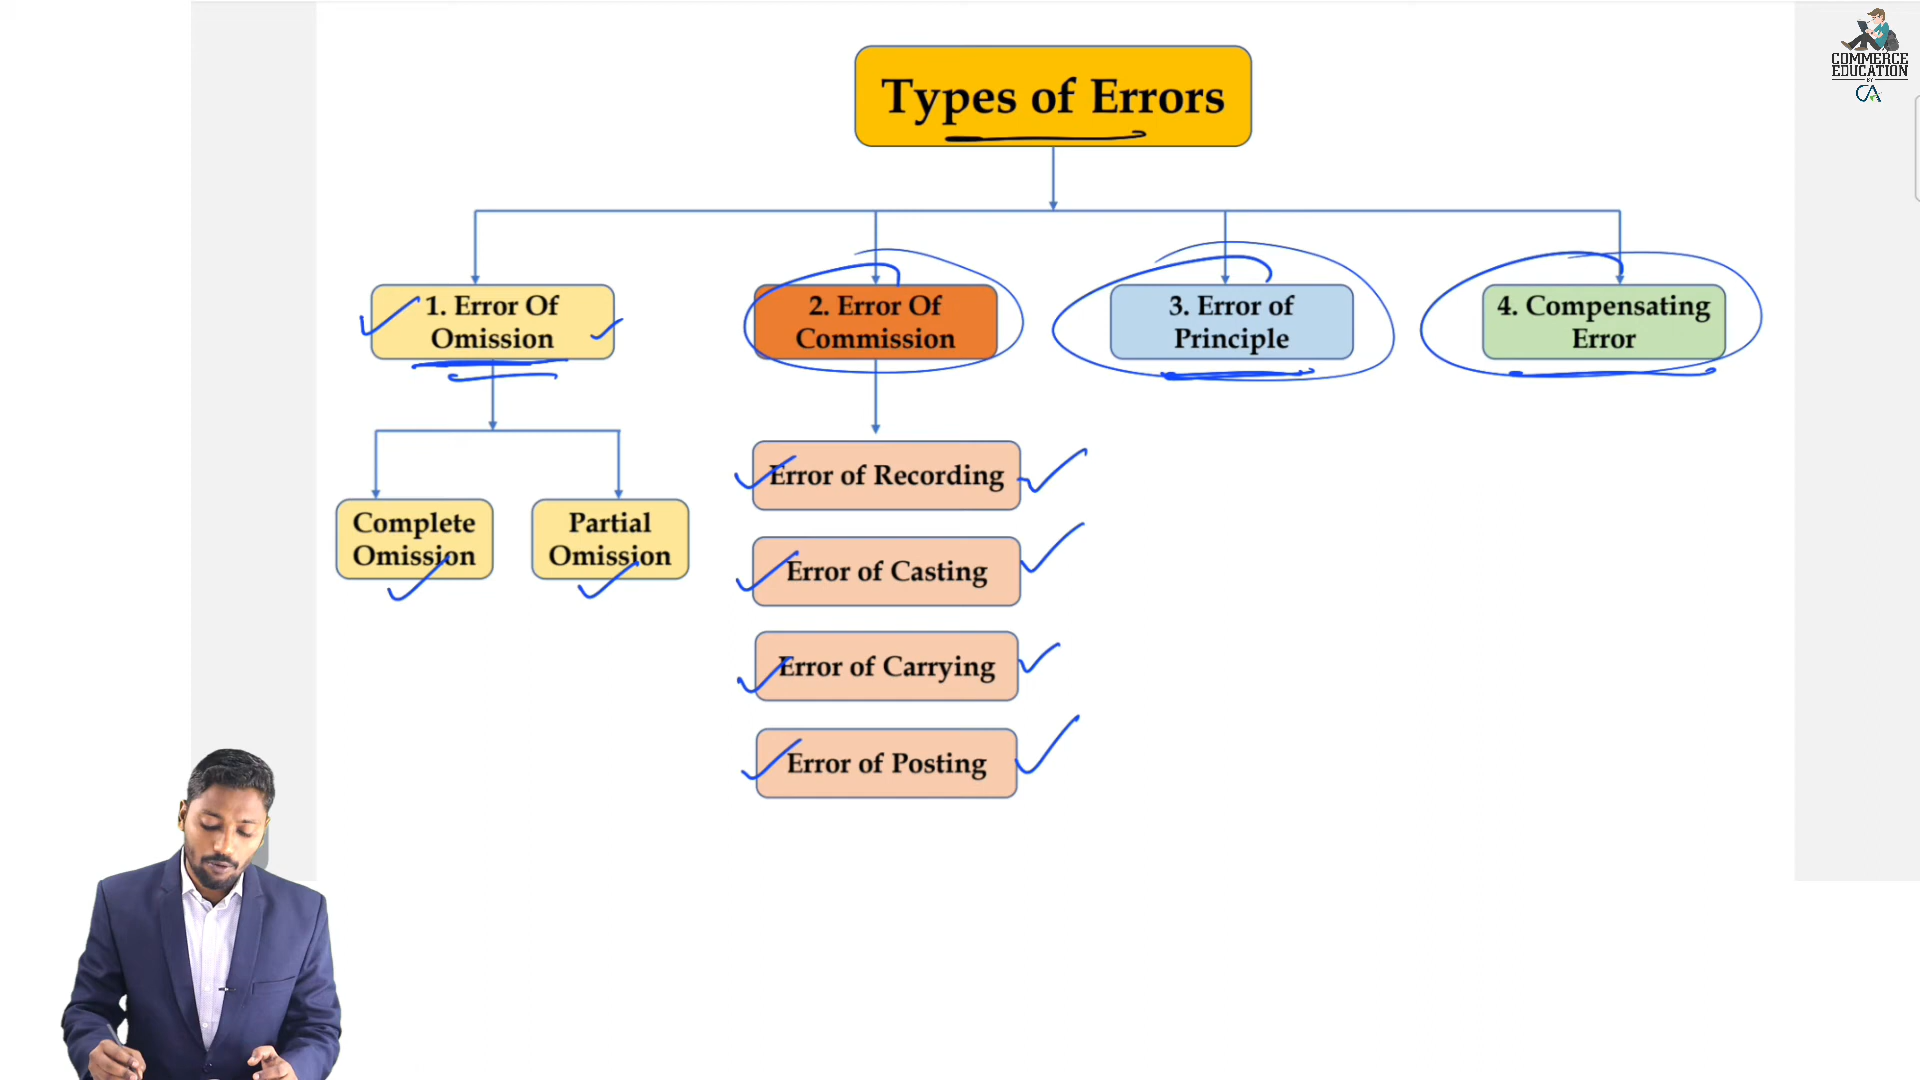 COMMERCE
EDUCATION
BY
CA
Types of Errors
1. Error Of
Omission
2. Error Of
Commission
3. Error of
Principle
4. Compensating
Error
Complete
Omission
Partial
Omission
Error of Recording
Error of Casting
Error of Carrying
Error of Posting